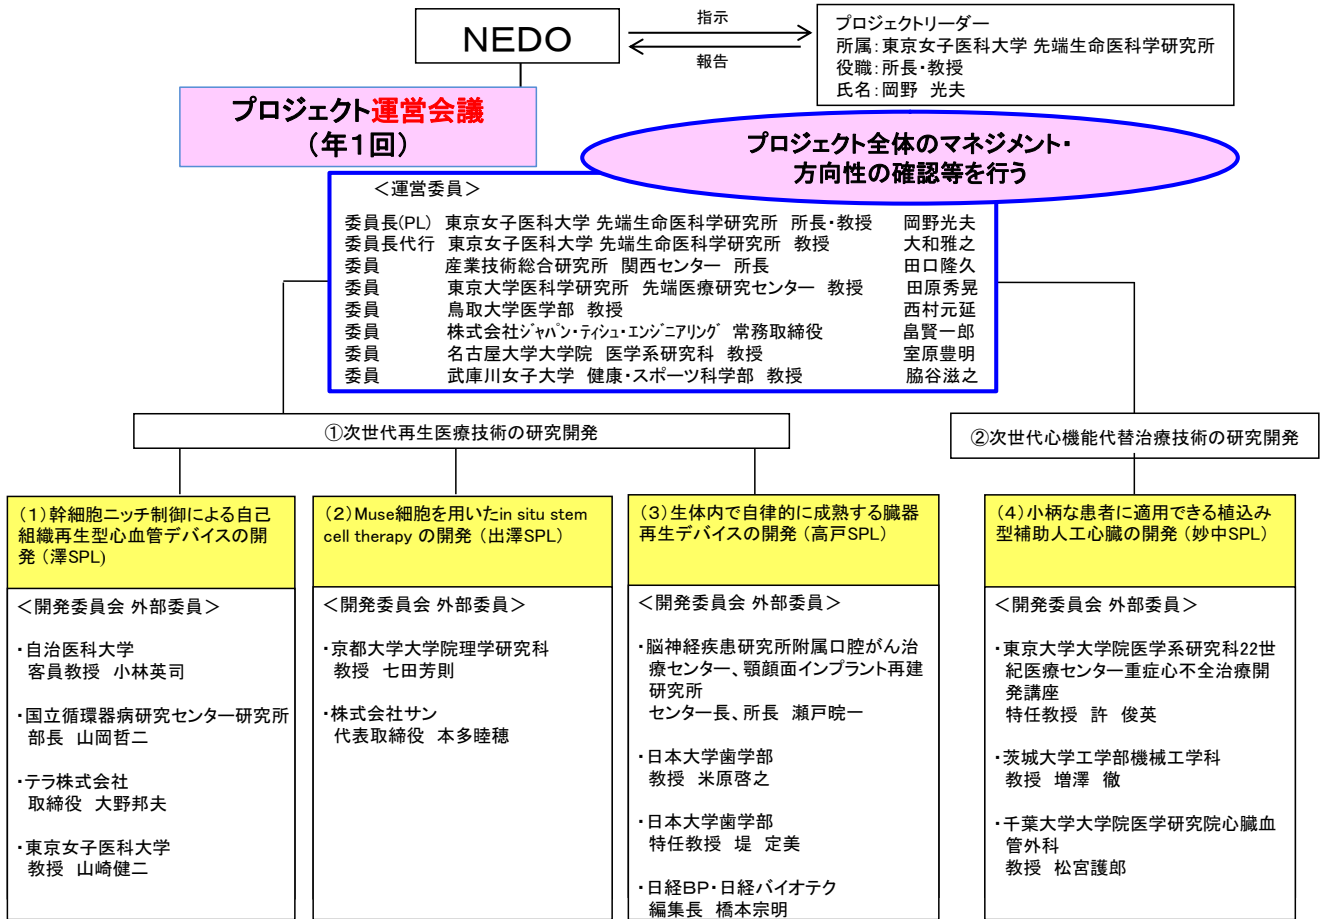 NEDO
指示
報告
プロジェクトリーダー
所属:東京女子医科大学 先端生命医科学研究所
役職:所長・教授
氏名:岡野 光夫
プロジェクト運営会議
(年1回)
プロジェクト全体のマネジメント・
方向性の確認等を行う
<運営委員>
委員長(PL) 東京女子医科大学 先端生命医科学研究所 所長・教授 岡野光夫
委員長代行 東京女子医科大学 先端生命医科学研究所 教授 大和雅之
委員 産業技術総合研究所 関西センター 所長 田口隆久
委員 東京大学医科学研究所 先端医療研究センター 教授 田原秀晃
委員 鳥取大学医学部 教授 西村元延
委員 株式会社ジャパン・ティシュ・エンジニアリング 常務取締役 畠賢一郎
委員 名古屋大学大学院 医学系研究科 教授 室原豊明
委員 武庫川女子大学 健康・スポーツ科学部 教授 脇谷滋之
①次世代再生医療技術の研究開発
②次世代心機能代替治療技術の研究開発
(1)幹細胞ニッチ制御による自己
組織再生型心血管デバイスの開
発 (澤SPL)
<開発委員会 外部委員>
・自治医科大学
客員教授 小林英司
・国立循環器病研究センター研究所
部長 山岡哲二
・テラ株式会社
取締役 大野邦夫
・東京女子医科大学
教授 山崎健二
(2)Muse細胞を用いたin situ stem
cell therapy の開発 (出澤SPL)
<開発委員会 外部委員>
・京都大学大学院理学研究科
教授 七田芳則
・株式会社サン
代表取締役 本多睦穂
(3)生体内で自律的に成熟する臓器
再生デバイスの開発 (高戸SPL)
<開発委員会 外部委員>
・脳神経疾患研究所附属口腔がん治
療センター、顎顔面インプラント再建
研究所
センター長、所長 瀬戸晥一
・日本大学歯学部
教授 米原啓之
・日本大学歯学部
特任教授 堤 定美
・日経BP・日経バイオテク
編集長 橋本宗明
(4)小柄な患者に適用できる植込み
型補助人工心臓の開発 (妙中SPL)
<開発委員会 外部委員>
・東京大学大学院医学系研究科22世
紀医療センター重症心不全治療開
発講座
特任教授 許 俊英
・茨城大学工学部機械工学科
教授 増澤 徹
・千葉大学大学院医学研究院心臓血
管外科
教授 松宮護郎